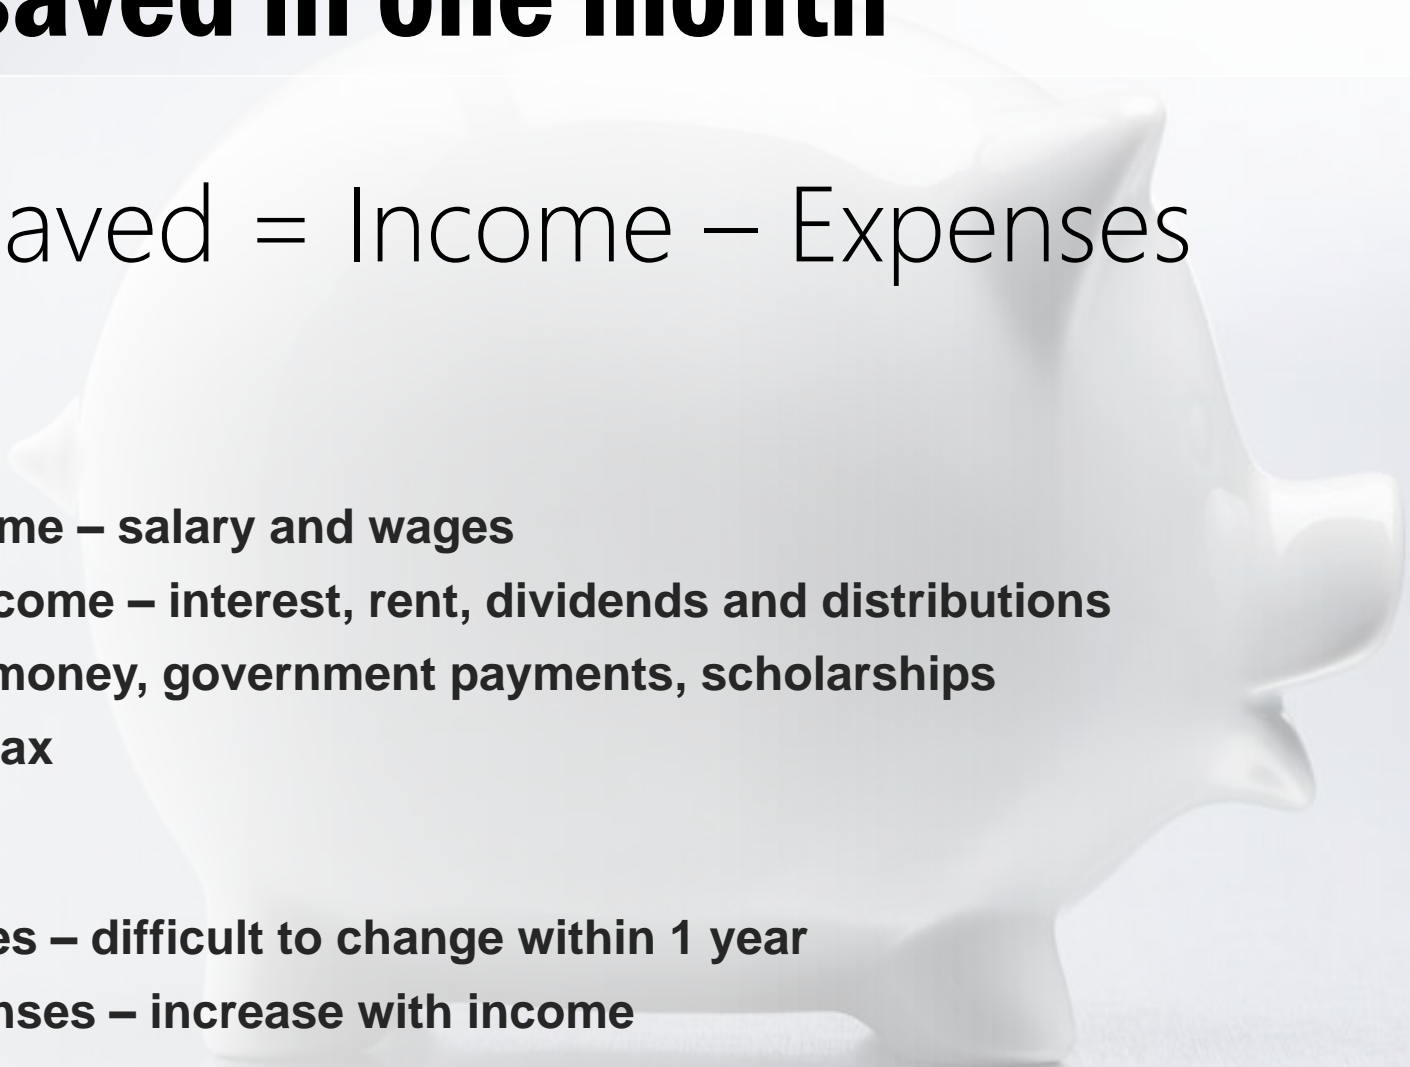 saved in one month
aved = Income – Expenses
me – salary and wages
come – interest, rent, dividends and distributions
money, government payments, scholarships
ax
es – difficult to change within 1 year
nses – increase with income